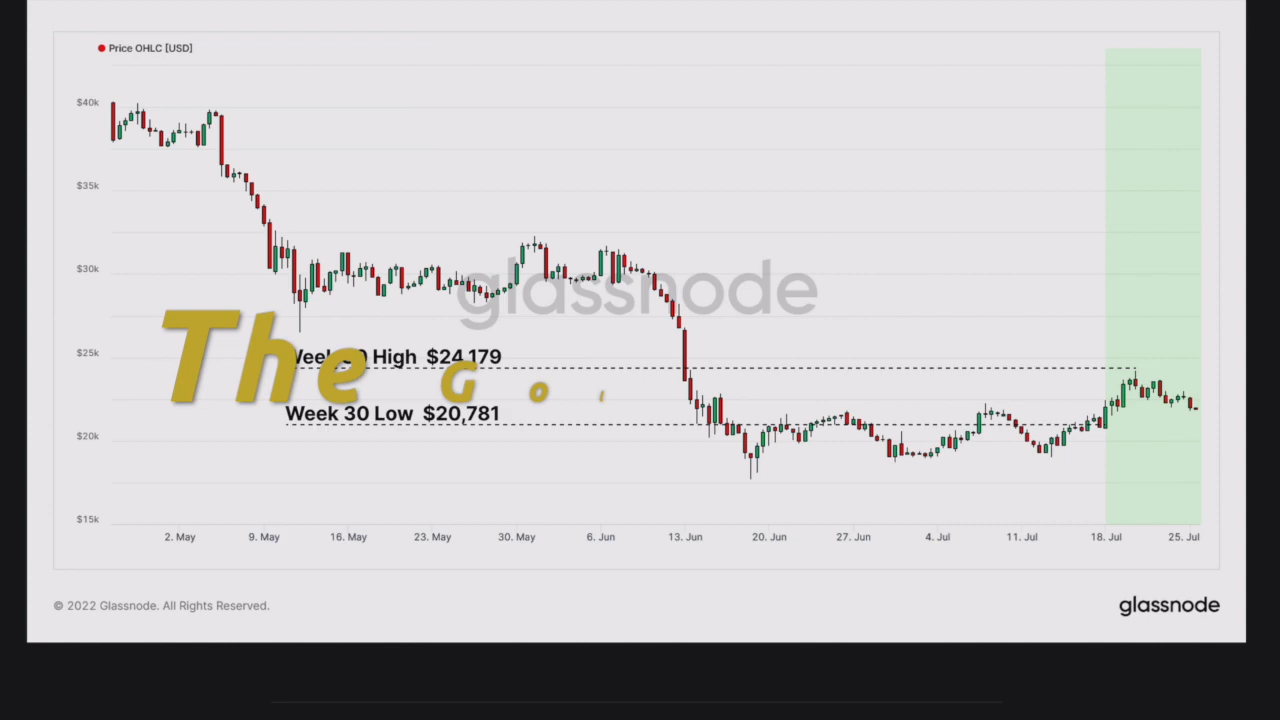 Price OHLC [USD]
$40k
$35k
$30k
$25k
$20k
$15k
glassnode
High $24,179
The Go
Week 30 Low $20,781
2. May 9. May 16. May 23. May 30. May 6. Jun 13. Jun 20. Jun 27. Jun 4. Jul 11. Jul 18. Jul 25. Jul
© 2022 Glassnode. All Rights Reserved.
glassnode